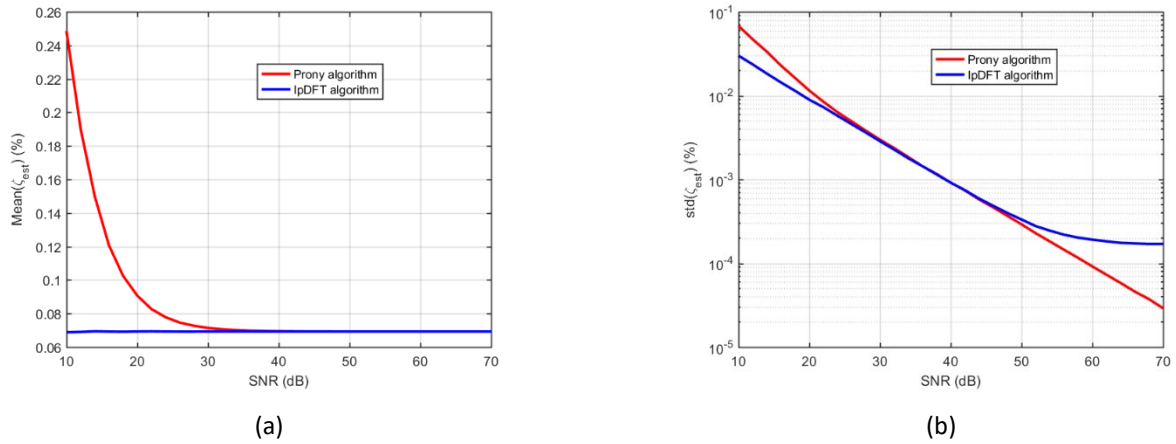 0.26
0.24
0.22
0.2
0.18
0.16
0.14
0.12
0.1
0.08
0.06
Mean(ζest) (%)
Prony algorithm
IpDFT algorithm
10 20 30 40 50 60 70
SNR (dB)
(a)
10-1
10-2
10-3
10-4
10-5
std(ζest) (%)
Prony algorithm
IpDFT algorithm
10 20 30 40 50 60 70
SNR (dB)
(b)